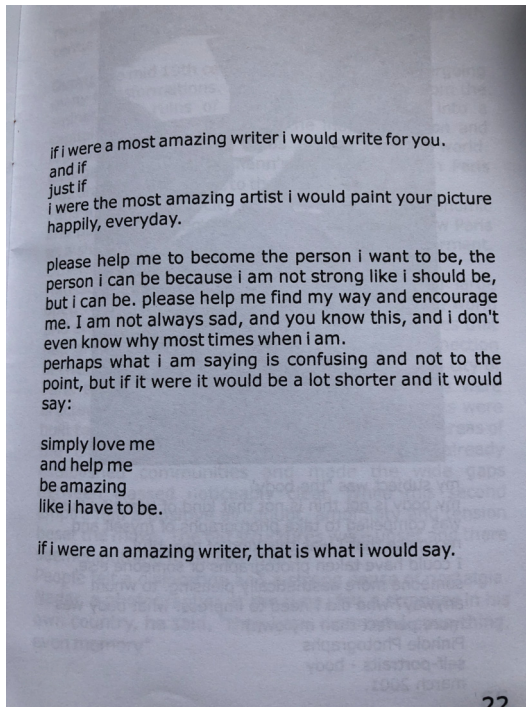 if i were a most amazing writer i would write for you.
and if
just if
i were the most amazing artist i would paint your picture
happily, everyday.
please help me to become the person i want to be, the
person i can be because i am not strong like i should be,
but i can be. please help me find my way and encourage
me. I am not always sad, and you know this, and i don't
even know why most times when i am.
perhaps what i am saying is confusing and not to the
point, but if it were it would be a lot shorter and it would
say:
simply love me
and help me
be amazing
like i have to be.
if i were an amazing writer, that is what i would say.
22